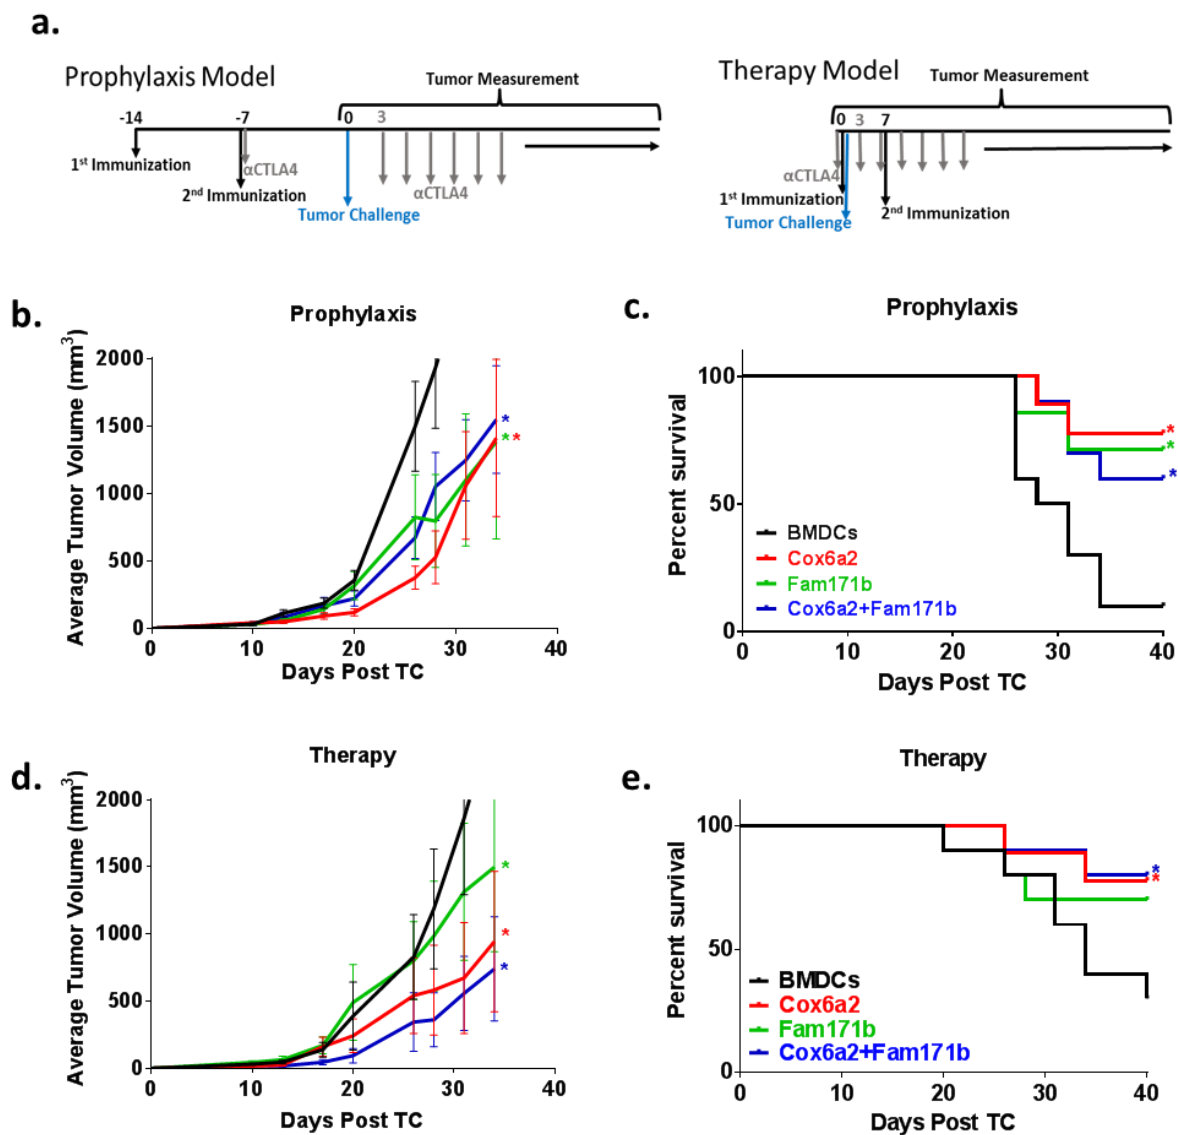 a.
Prophylaxis Model
Tumor Measurement
-14
-7
0
3
1st Immunization
αCTLA4
2nd Immunization
αCTLA4
Tumor Challenge
Therapy Model
Tumor Measurement
0
3
7
αCTLA4
1st Immunization
2nd Immunization
Tumor Challenge
b.
Prophylaxis
Average Tumor Volume (mm3)
2000
1500
1000
500
0
*
* *
0 10 20 30 40
Days Post TC
c.
Prophylaxis
Percent survival
100
50
0
*
*
*
BMDCs
Cox6a2
Fam171b
Cox6a2+Fam171b
0 10 20 30 40
Days Post TC
d.
Therapy
Average Tumor Volume (mm3)
2000
1500
1000
500
0
*
*
*
0 10 20 30 40
Days Post TC
e.
Therapy
Percent survival
100
50
0
*
*
BMDCs
Cox6a2
Fam171b
Cox6a2+Fam171b
0 10 20 30 40
Days Post TC